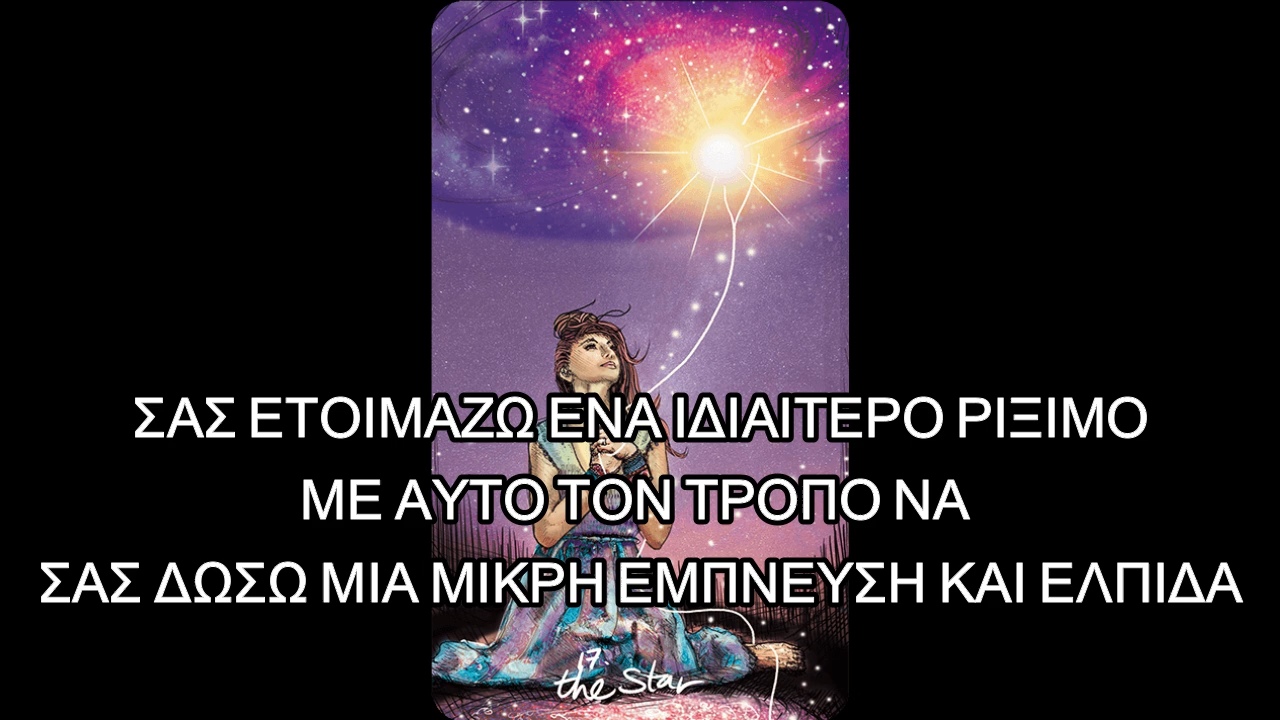 ΣΑΣ ΕΤΟΙΜΑΖΩ ΕΝΑ ΙΔΙΑΙΤΕΡΟ ΡΙΞΙΜΟ
ΜΕ ΑΥΤΟ ΤΟΝ ΤΡΟΠΟ ΝΑ
ΣΑΣ ΔΩΣΩ ΜΙΑ ΜΙΚΡΗ ΕΜΠΝΕΥΣΗ ΚΑΙ ΕΛΠΙΔΑ
17.
the Star